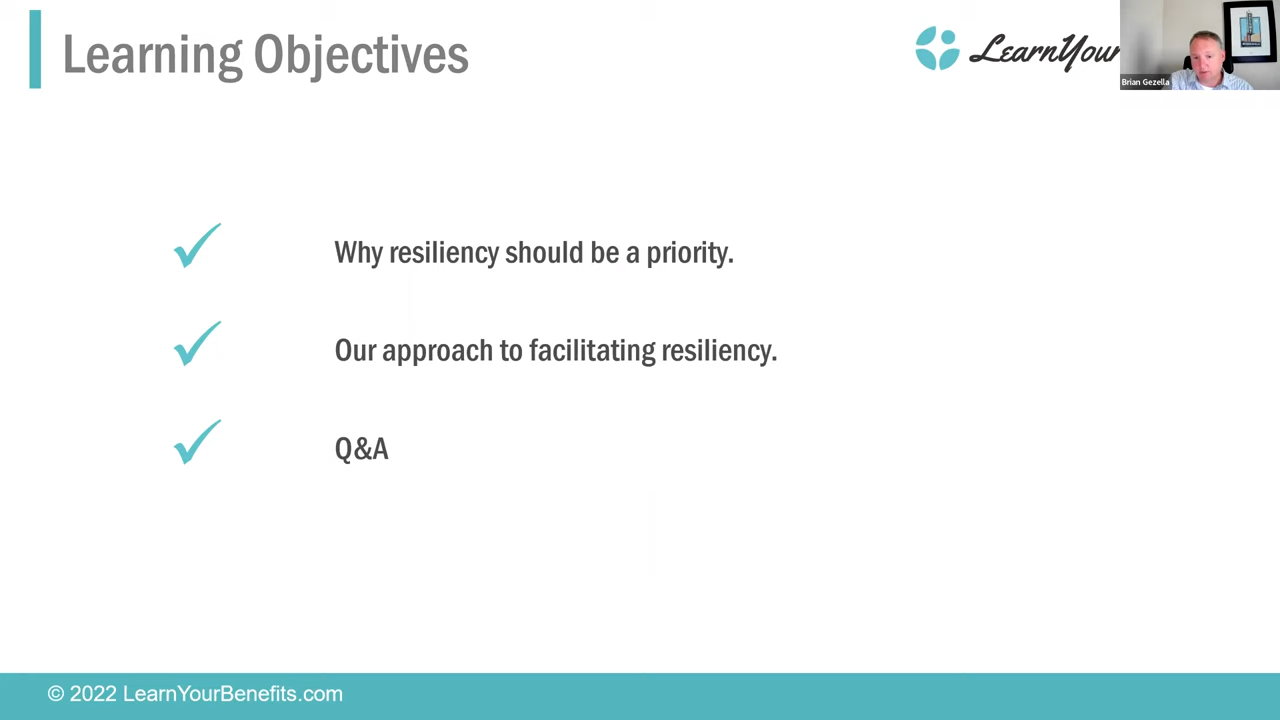 Learning Objectives
LearnYour
Brian Gezella
Why resiliency should be a priority.
Our approach to facilitating resiliency.
Q&A
© 2022 LearnYourBenefits.com